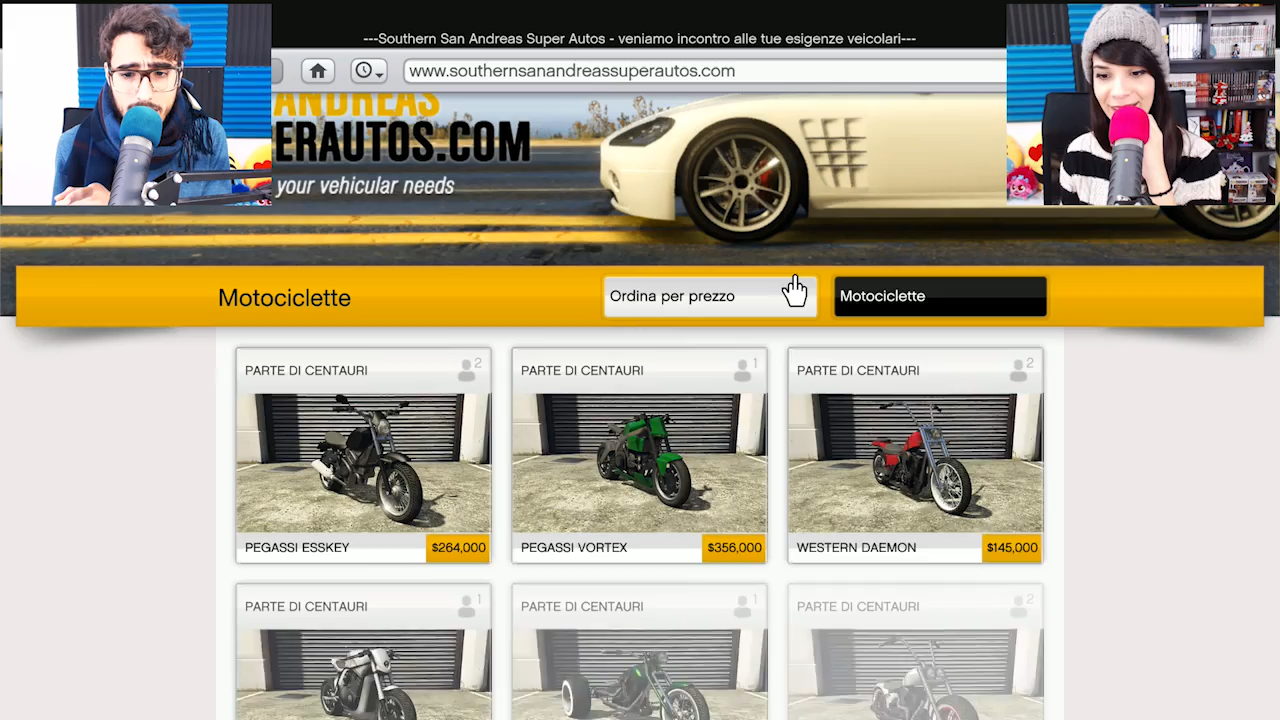 ---Southern San Andreas Super Autos - veniamo incontro alle tue esigenze veicolari---
www.southernsanandreassuperautos.com
ANDREAS
ERAUTOS.COM
your vehicular needs
Motociclette
Ordina per prezzo
Motociclette
PARTE DI CENTAURI 2
PARTE DI CENTAURI 1
PARTE DI CENTAURI 2
PEGASSI ESSKEY $264,000
PEGASSI VORTEX $356,000
WESTERN DAEMON $145,000
PARTE DI CENTAURI 1
PARTE DI CENTAURI 1
PARTE DI CENTAURI 2